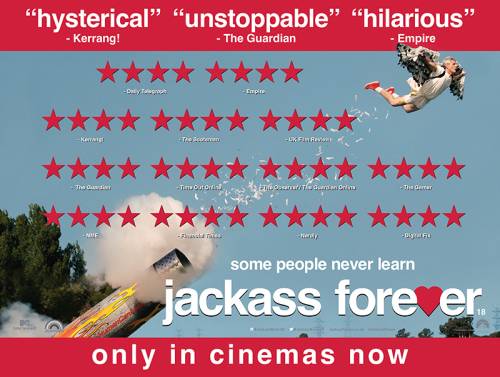 “hysterical” “unstoppable” “hilarious”
- Kerrang! - The Guardian - Empire
- Daily Telegraph - Empire
- Kerrang! - The Scotsman - UK Film Review
- The Guardian - Time Out Online - The Observer/ The Guardian Online - The Gamer
- NME - Financial Times - Nerdly - Digital Fix
some people never learn
jackass forever 18
only in cinemas now